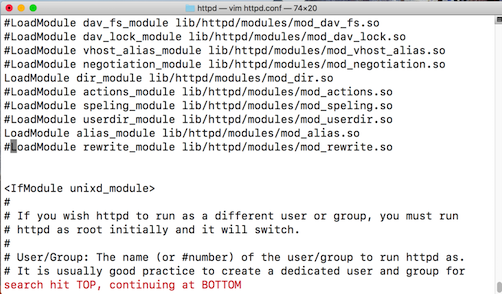 httpd — vim httpd.conf — 74×20
#LoadModule dav_fs_module lib/httpd/modules/mod_dav_fs.so
#LoadModule dav_lock_module lib/httpd/modules/mod_dav_lock.so
#LoadModule vhost_alias_module lib/httpd/modules/mod_vhost_alias.so
#LoadModule negotiation_module lib/httpd/modules/mod_negotiation.so
LoadModule dir_module lib/httpd/modules/mod_dir.so
#LoadModule actions_module lib/httpd/modules/mod_actions.so
#LoadModule speling_module lib/httpd/modules/mod_speling.so
#LoadModule userdir_module lib/httpd/modules/mod_userdir.so
LoadModule alias_module lib/httpd/modules/mod_alias.so
#LoadModule rewrite_module lib/httpd/modules/mod_rewrite.so
<IfModule unixd_module>
#
# If you wish httpd to run as a different user or group, you must run
# httpd as root initially and it will switch.
#
# User/Group: The name (or #number) of the user/group to run httpd as.
# It is usually good practice to create a dedicated user and group for
search hit TOP, continuing at BOTTOM